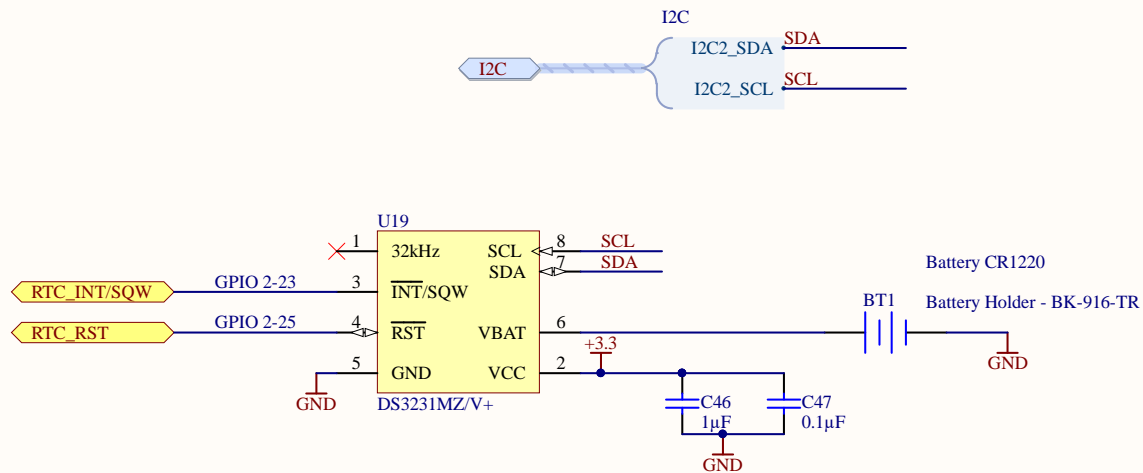 I2C
I2C
I2C2_SDA
SDA
I2C2_SCL
SCL
U19
1
32kHz
SCL
8
SCL
SDA
7
SDA
RTC_INT/SQW
GPIO 2-23
3
INT/SQW
RTC_RST
GPIO 2-25
4
RST
VBAT
6
BT1
Battery CR1220
Battery Holder - BK-916-TR
GND
+3.3
5
GND
VCC
2
GND
DS3231MZ/V+
C46
1µF
C47
0.1µF
GND